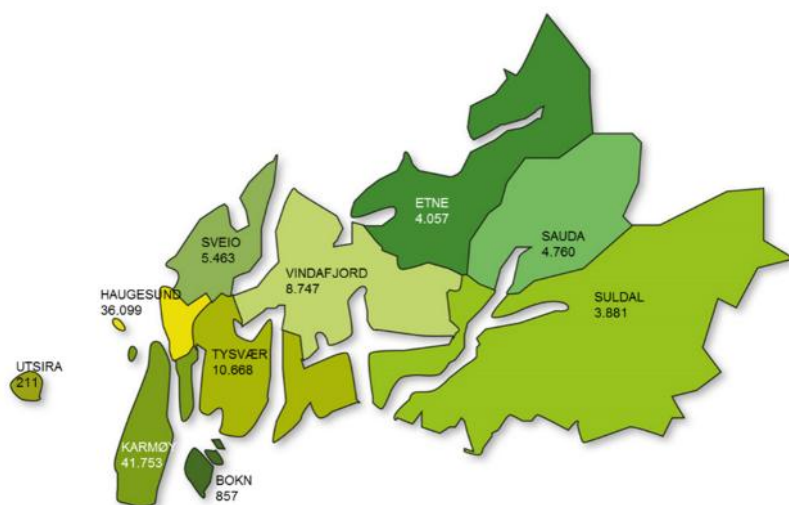 ETNE
4.057
SVEIO
5.463
SAUDA
4.760
VINDAFJORD
8.747
HAUGESUND
36.099
SULDAL
3.881
UTSIRA
211
TYSVÆR
10.668
KARMØY
41.753
BOKN
857